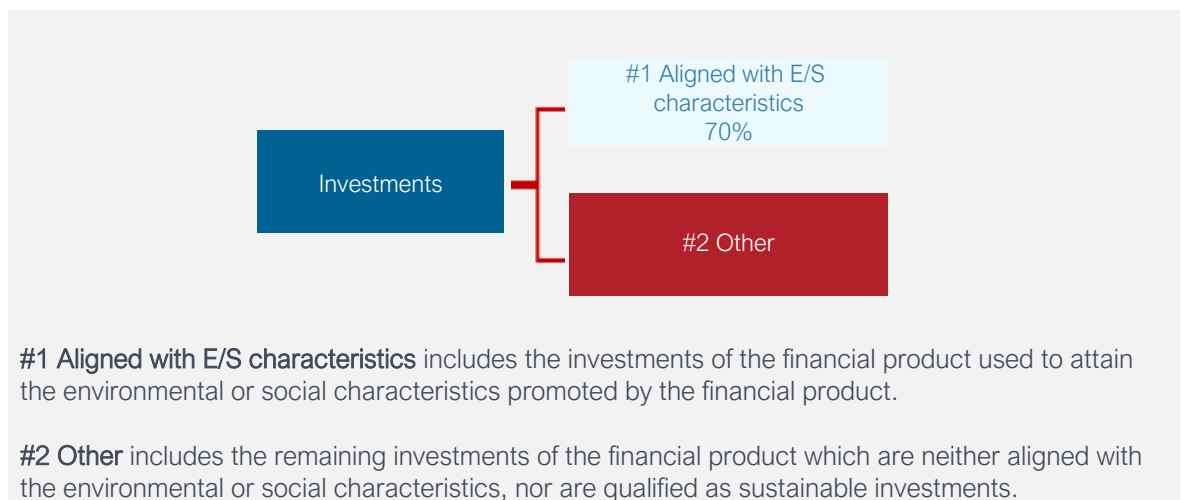 #1 Aligned with E/S
characteristics
70%
Investments
#2 Other
#1 Aligned with E/S characteristics includes the investments of the financial product used to attain
the environmental or social characteristics promoted by the financial product.
#2 Other includes the remaining investments of the financial product which are neither aligned with
the environmental or social characteristics, nor are qualified as sustainable investments.